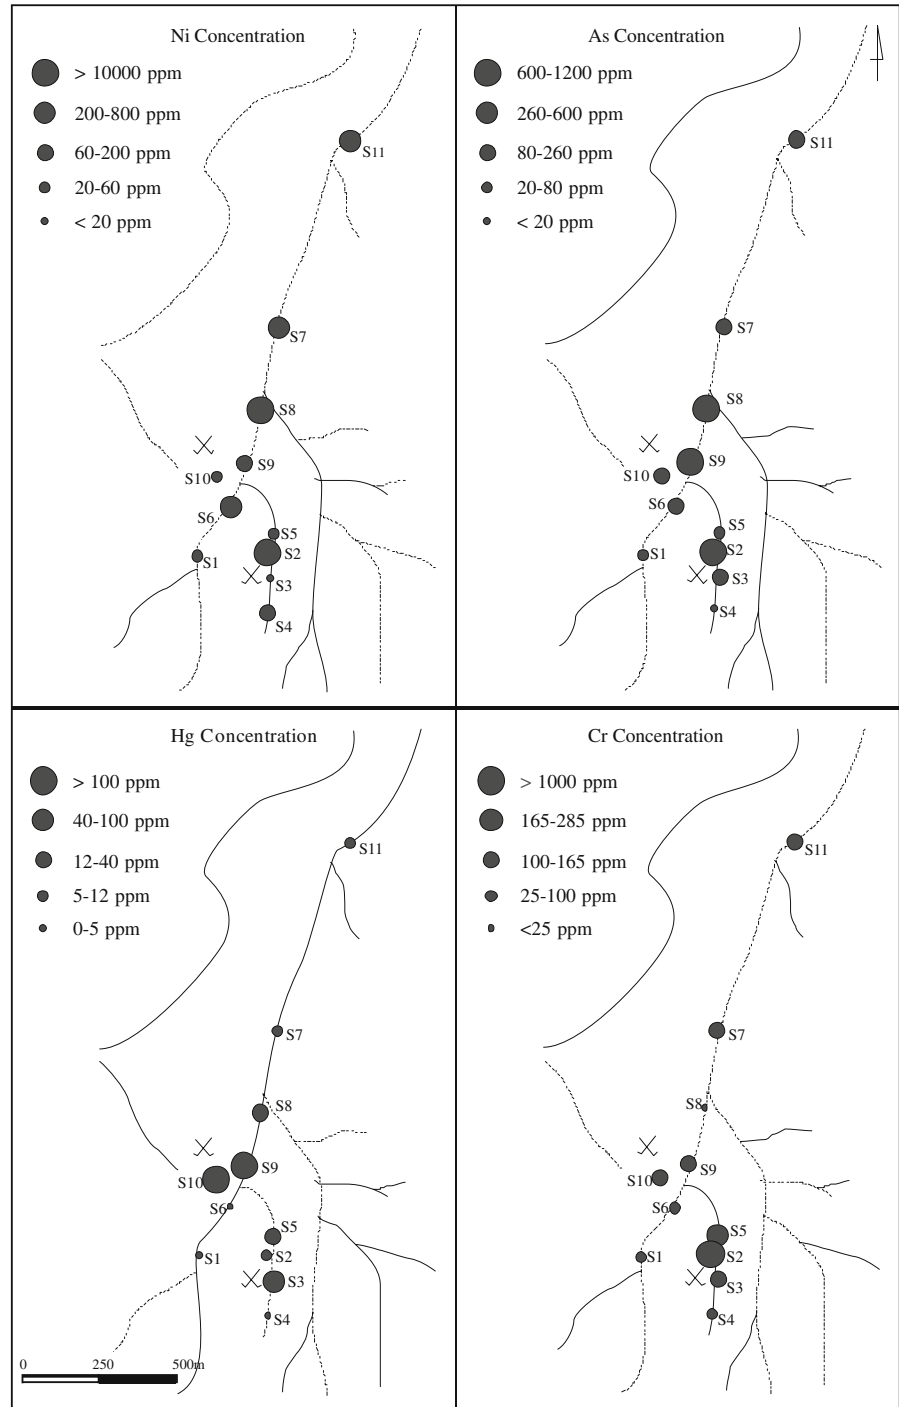 Ni Concentration
> 10000 ppm
200-800 ppm
60-200 ppm
20-60 ppm
< 20 ppm
S11
S7
S8
S9
S10
S6
S5
S2
S1
S3
S4
As Concentration
600-1200 ppm
260-600 ppm
80-260 ppm
20-80 ppm
< 20 ppm
S11
S7
S8
S9
S10
S6
S5
S2
S1
S3
S4
Hg Concentration
> 100 ppm
40-100 ppm
12-40 ppm
5-12 ppm
0-5 ppm
S11
S7
S8
S9
S10
S6
S5
S2
S1
S3
S4
0 250 500m
Cr Concentration
> 1000 ppm
165-285 ppm
100-165 ppm
25-100 ppm
<25 ppm
S11
S7
S8
S9
S10
S6
S5
S2
S1
S3
S4